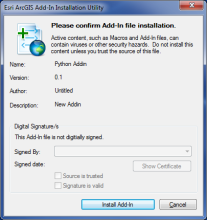 Esri ArcGIS Add-In Installation Utility
Please confirm Add-In file installation.
Active content, such as Macros and Add-In files, can
contain viruses or other security hazards. Do not install this
content unless you trust the source of this file.
Name: Python Addin
Version: 0.1
Author: Untitled
Description: New Addin
Digital Signature/s
This Add-In file is not digitally signed.
Signed By:
Signed date: Show Certificate
Source is trusted
Signature is valid
Install Add-In Cancel